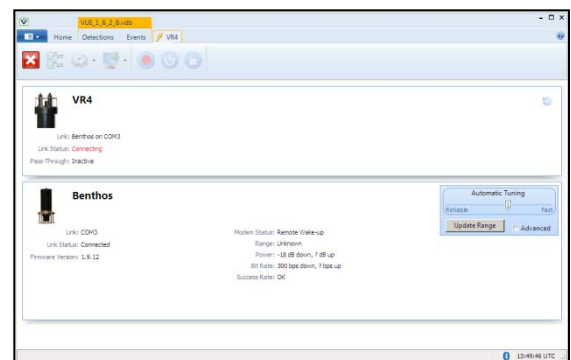 VUE_1_6_2_B.vdb
Home Detections Events VR4
VR4
Link: Benthos on COM3
Link Status: Connecting
Pass-Through: Inactive
Benthos
Link: COM3
Link Status: Connected
Firmware Version: 1.9.12
Modem Status: Remote Wake-up
Range: Unknown
Power: -18 dB down, ? dB up
Bit Rate: 300 bps down, ? bps up
Success Rate: OK
Automatic Tuning
Reliable Fast
Update Range Advanced
13:49:46 UTC